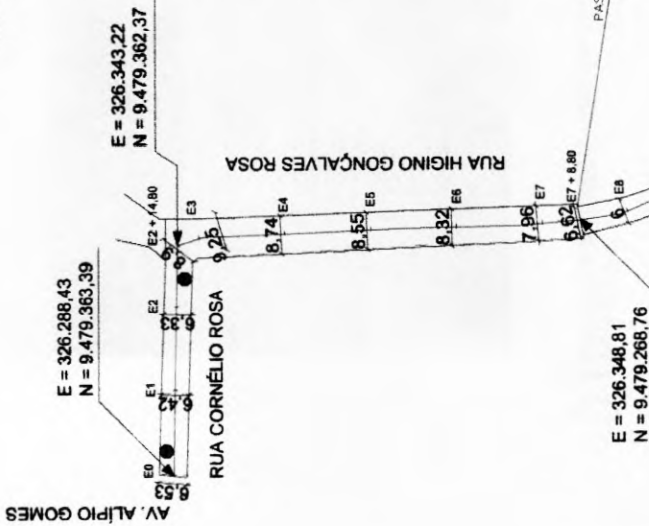 E = 326.343,22
N = 9.479.362,37
E = 326.288,43
N = 9.479.363,39
AV. ALÍPIO GOMES
RUA CORNÉLIO ROSA
RUA HIGINO GONÇALVES ROSA
E0
E1
E2
E2 + 14,80
E3
E4
E5
E6
E7
E7 + 8,80
E8
6,53
6,42
6,33
9,25
8,74
8,55
8,32
7,96
6,62
6
PAS
E = 326.348,81
N = 9.479.268,76